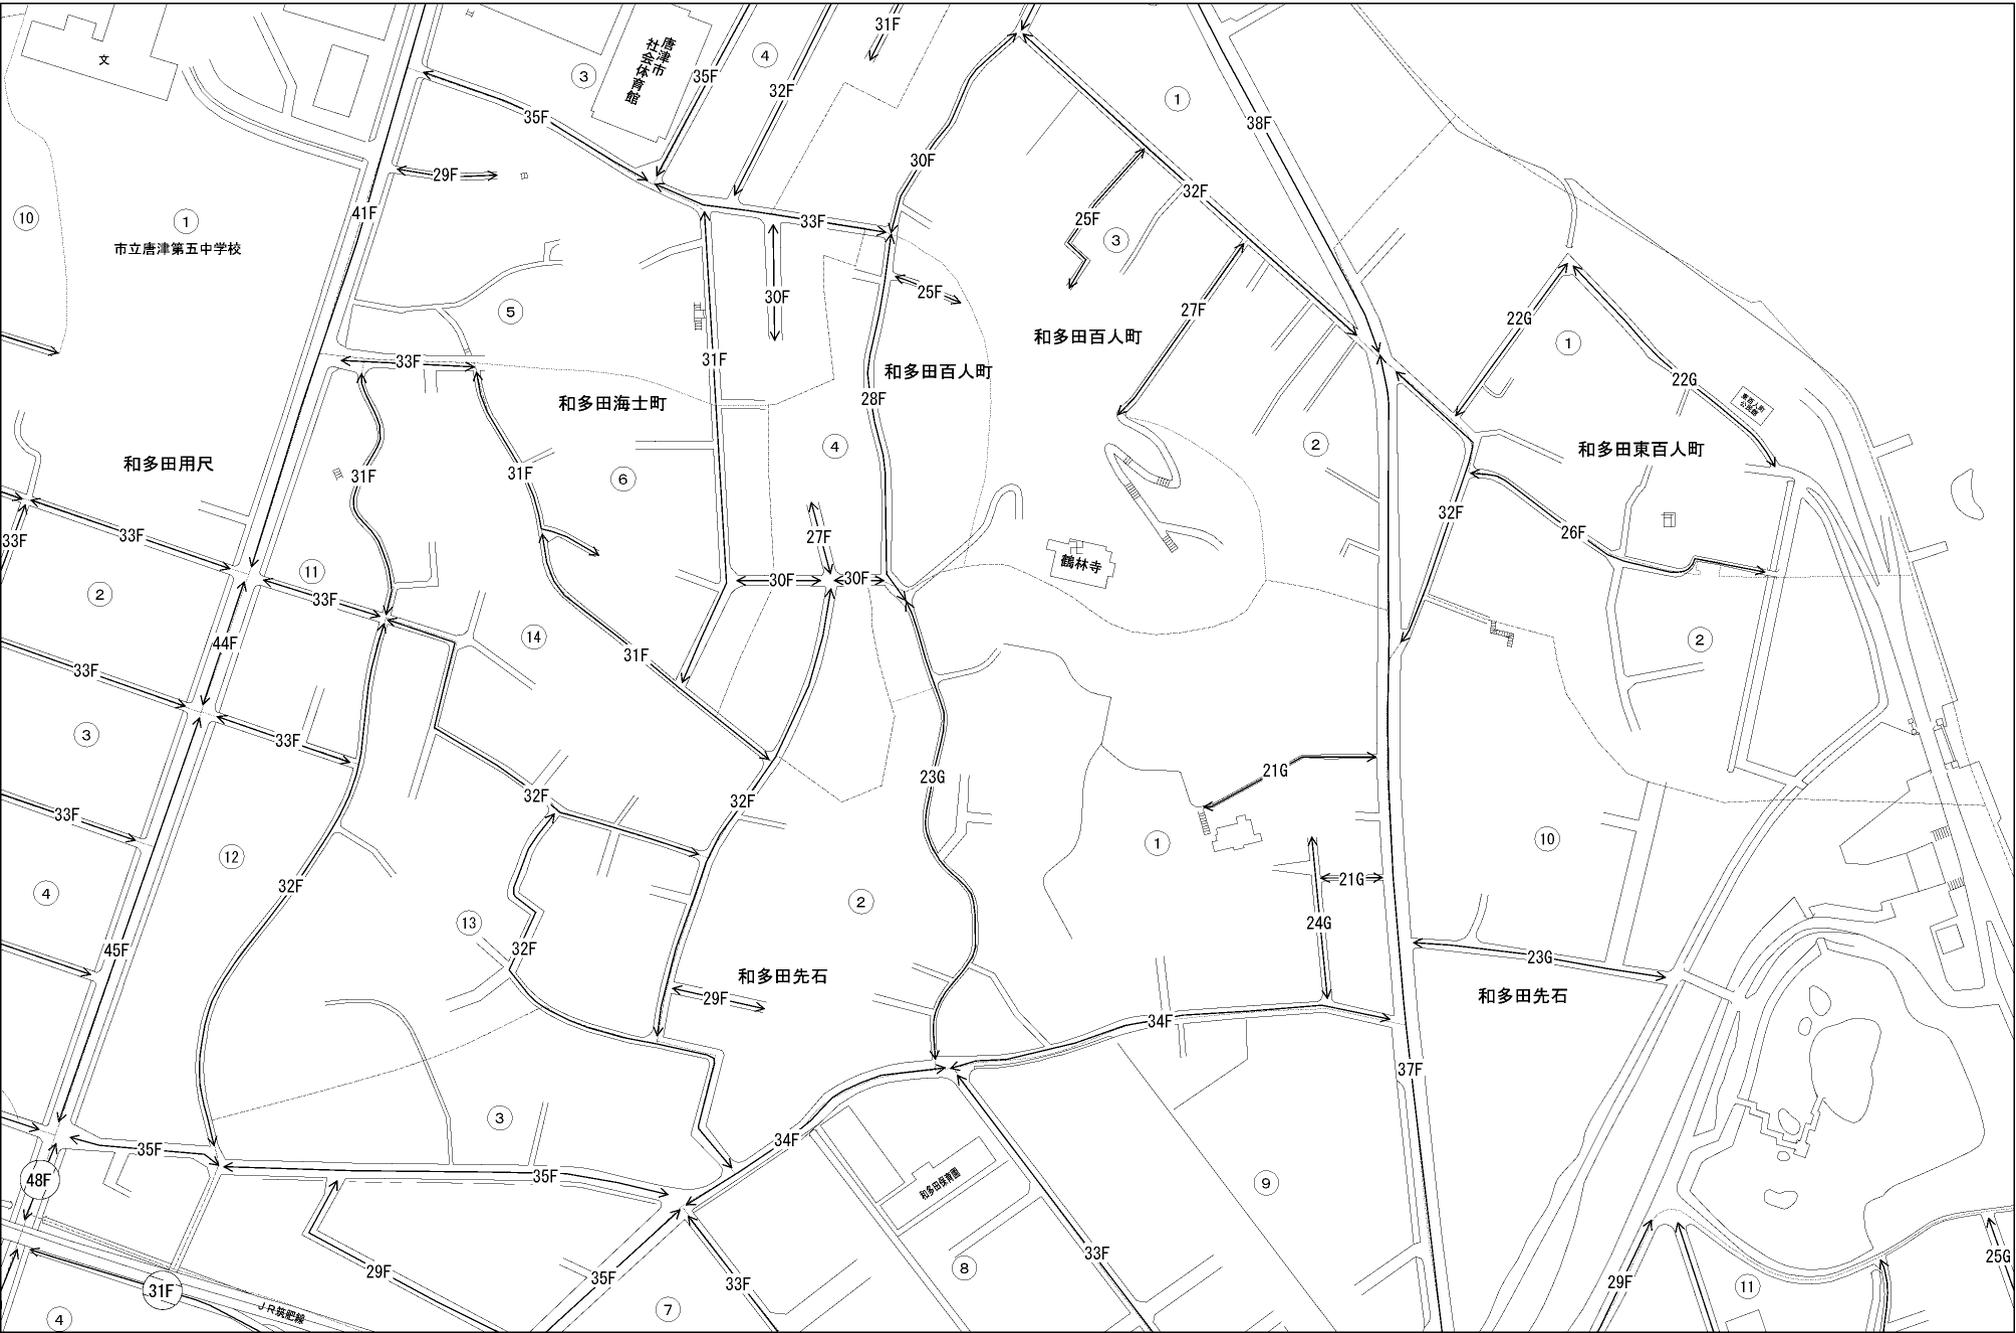 31F
文
唐津市
社会体育館
4
3
35F
32F
1
35F
38F
30F
29F
32F
10
1
市立唐津第五中学校
41F
33F
25F
3
30F
25F
27F
5
22G
和多田百人町
1
33F
31F
和多田百人町
22G
28F
和多田海士町
東百人町
公民館
4
2
和多田東百人町
和多田用尺
31F
31F
6
32F
26F
33F
27F
33F
鶴林寺
11
30F
30F
2
33F
14
2
44F
31F
33F
3
33F
21G
23G
32F
32F
33F
1
10
12
21G
32F
4
2
13
24G
32F
45F
23G
和多田先石
和多田先石
29F
34F
37F
3
34F
35F
35F
48F
和多田保育園
9
33F
8
25G
29F
35F
33F
29F
11
31F
JR筑肥線
7
4